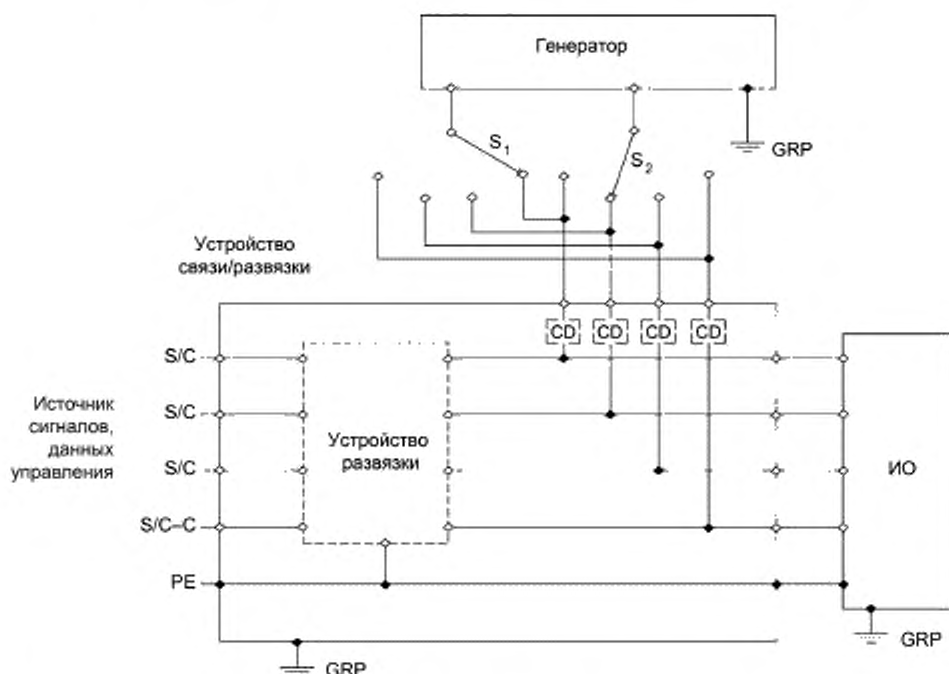 Генератор
S1
S2
GRP
Устройство
связи/развязки
CD CD CD CD
S/C
Источник
сигналов,
данных
управления
S/C
S/C
S/C–C
PE
Устройство
развязки
ИО
GRP
GRP